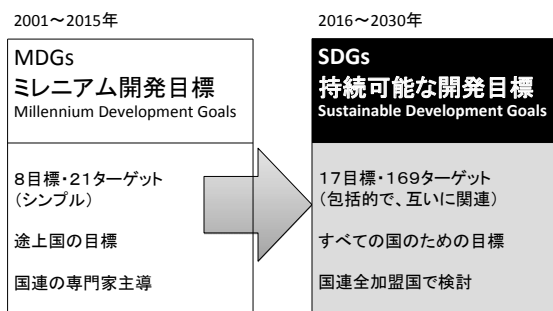 2001～2015年
MDGs
ミレニアム開発目標
Millennium Development Goals
8目標・21ターゲット
（シンプル）
途上国の目標
国連の専門家主導
2016～2030年
SDGs
持続可能な開発目標
Sustainable Development Goals
17目標・169ターゲット
（包括的で、互いに関連）
すべての国のための目標
国連全加盟国で検討